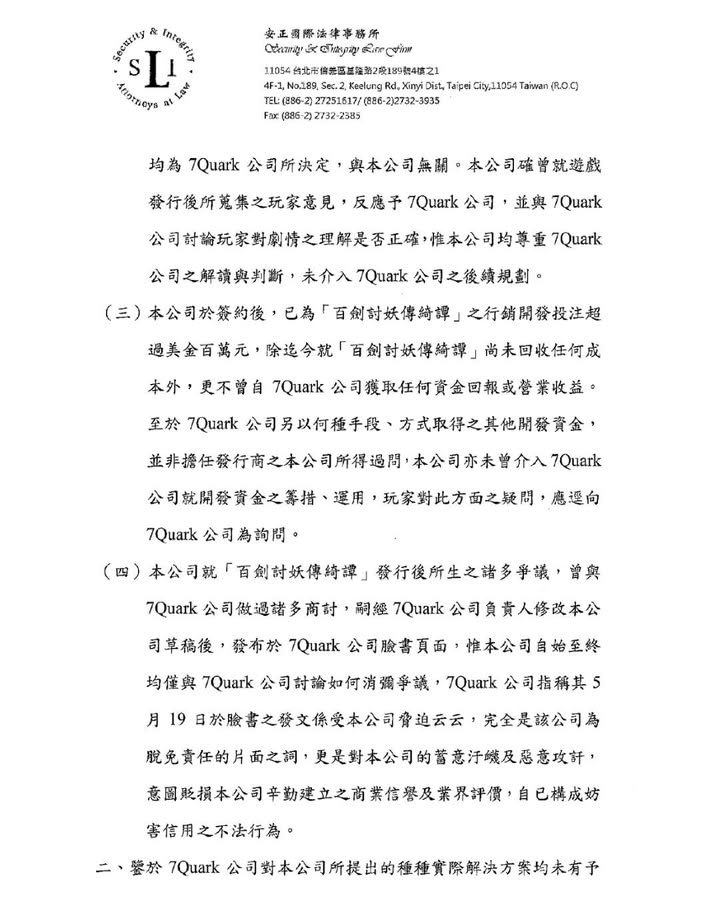 Security & Integrity
SLI
Attorneys at Law
安正國際法律事務所
Security & Integrity Law Firm
11054 台北市信義區基隆路2段189號4樓之1
4F-1, No.189, Sec. 2, Keelung Rd., Xinyi Dist., Taipei City,11054 Taiwan (R.O.C)
TEL: (886-2) 27251617/ (886-2)2732-3935
Fax: (886-2) 2732-2385
均為 7Quark 公司所決定，與本公司無關。本公司確曾就遊戲
發行後所蒐集之玩家意見，反應予 7Quark 公司，並與 7Quark
公司討論玩家對劇情之理解是否正確，惟本公司均尊重 7Quark
公司之解讀與判斷，未介入 7Quark 公司之後續規劃。
（三）本公司於簽約後，已為「百劍討妖傳綺譚」之行銷開發投注超
過美金百萬元，除迄今就「百劍討妖傳綺譚」尚未回收任何成
本外，更不曾自 7Quark 公司獲取任何資金回報或營業收益。
至於 7Quark 公司另以何種手段、方式取得之其他開發資金，
並非擔任發行商之本公司所得過問，本公司亦未曾介入 7Quark
公司就開發資金之籌措、運用，玩家對此方面之疑問，應逕向
7Quark 公司為詢問。
（四）本公司就「百劍討妖傳綺譚」發行後所生之諸多爭議，曾與
7Quark 公司做過諸多商討，嗣經 7Quark 公司負責人修改本公
司草稿後，發布於 7Quark 公司臉書頁面，惟本公司自始至終
均僅與 7Quark 公司討論如何消彌爭議，7Quark 公司指稱其 5
月 19 日於臉書之發文係受本公司脅迫云云，完全是該公司為
脫免責任的片面之詞，更是對本公司的蓄意汙衊及惡意攻訐，
意圖貶損本公司辛勤建立之商業信譽及業界評價，自已構成妨
害信用之不法行為。
二、鑒於 7Quark 公司對本公司所提出的種種實際解決方案均未有予